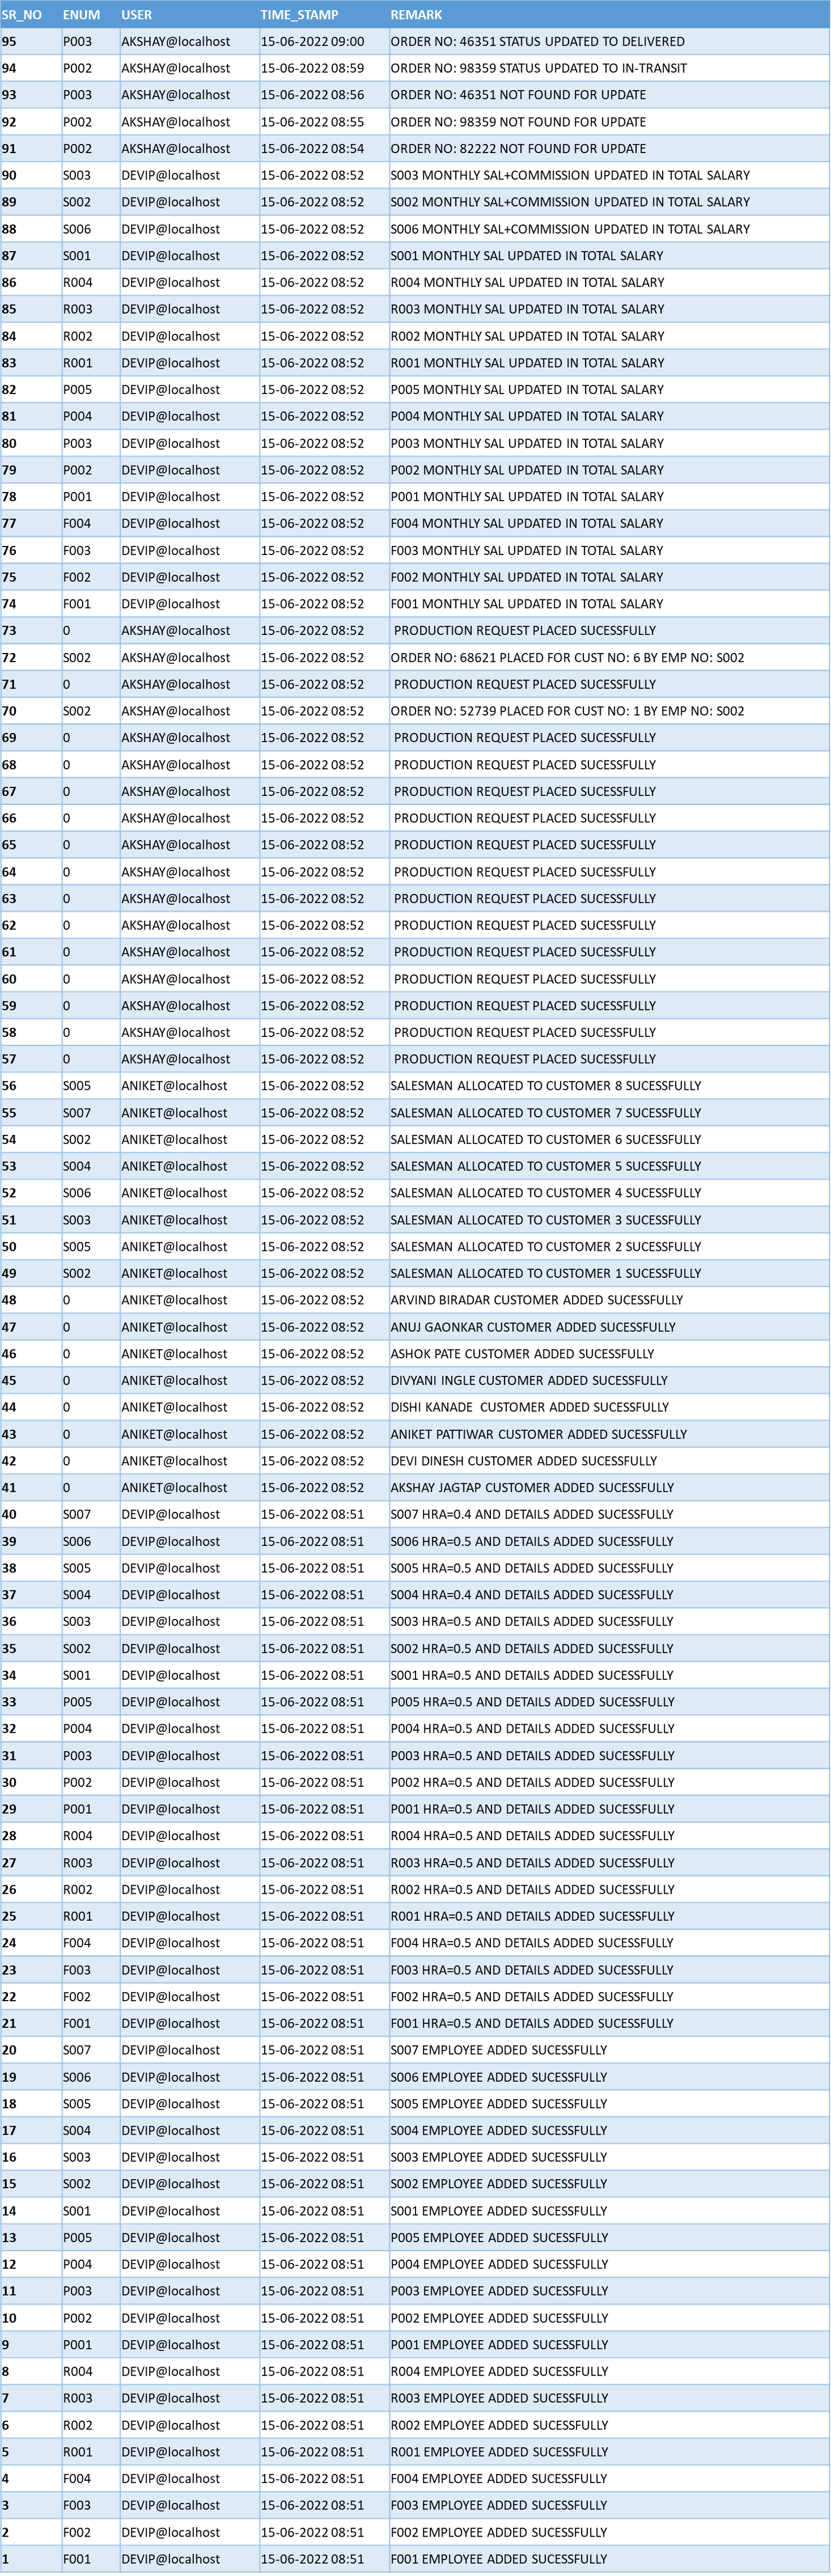 SR_NO ENUM USER TIME_STAMP REMARK
95 P003 AKSHAY@localhost 15-06-2022 09:00 ORDER NO: 46351 STATUS UPDATED TO DELIVERED
94 P002 AKSHAY@localhost 15-06-2022 08:59 ORDER NO: 98359 STATUS UPDATED TO IN-TRANSIT
93 P003 AKSHAY@localhost 15-06-2022 08:56 ORDER NO: 46351 NOT FOUND FOR UPDATE
92 P002 AKSHAY@localhost 15-06-2022 08:55 ORDER NO: 98359 NOT FOUND FOR UPDATE
91 P002 AKSHAY@localhost 15-06-2022 08:54 ORDER NO: 82222 NOT FOUND FOR UPDATE
90 S003 DEVIP@localhost 15-06-2022 08:52 S003 MONTHLY SAL+COMMISSION UPDATED IN TOTAL SALARY
89 S002 DEVIP@localhost 15-06-2022 08:52 S002 MONTHLY SAL+COMMISSION UPDATED IN TOTAL SALARY
88 S006 DEVIP@localhost 15-06-2022 08:52 S006 MONTHLY SAL+COMMISSION UPDATED IN TOTAL SALARY
87 S001 DEVIP@localhost 15-06-2022 08:52 S001 MONTHLY SAL UPDATED IN TOTAL SALARY
86 R004 DEVIP@localhost 15-06-2022 08:52 R004 MONTHLY SAL UPDATED IN TOTAL SALARY
85 R003 DEVIP@localhost 15-06-2022 08:52 R003 MONTHLY SAL UPDATED IN TOTAL SALARY
84 R002 DEVIP@localhost 15-06-2022 08:52 R002 MONTHLY SAL UPDATED IN TOTAL SALARY
83 R001 DEVIP@localhost 15-06-2022 08:52 R001 MONTHLY SAL UPDATED IN TOTAL SALARY
82 P005 DEVIP@localhost 15-06-2022 08:52 P005 MONTHLY SAL UPDATED IN TOTAL SALARY
81 P004 DEVIP@localhost 15-06-2022 08:52 P004 MONTHLY SAL UPDATED IN TOTAL SALARY
80 P003 DEVIP@localhost 15-06-2022 08:52 P003 MONTHLY SAL UPDATED IN TOTAL SALARY
79 P002 DEVIP@localhost 15-06-2022 08:52 P002 MONTHLY SAL UPDATED IN TOTAL SALARY
78 P001 DEVIP@localhost 15-06-2022 08:52 P001 MONTHLY SAL UPDATED IN TOTAL SALARY
77 F004 DEVIP@localhost 15-06-2022 08:52 F004 MONTHLY SAL UPDATED IN TOTAL SALARY
76 F003 DEVIP@localhost 15-06-2022 08:52 F003 MONTHLY SAL UPDATED IN TOTAL SALARY
75 F002 DEVIP@localhost 15-06-2022 08:52 F002 MONTHLY SAL UPDATED IN TOTAL SALARY
74 F001 DEVIP@localhost 15-06-2022 08:52 F001 MONTHLY SAL UPDATED IN TOTAL SALARY
73 0 AKSHAY@localhost 15-06-2022 08:52 PRODUCTION REQUEST PLACED SUCESSFULLY
72 S002 AKSHAY@localhost 15-06-2022 08:52 ORDER NO: 68621 PLACED FOR CUST NO: 6 BY EMP NO: S002
71 0 AKSHAY@localhost 15-06-2022 08:52 PRODUCTION REQUEST PLACED SUCESSFULLY
70 S002 AKSHAY@localhost 15-06-2022 08:52 ORDER NO: 52739 PLACED FOR CUST NO: 1 BY EMP NO: S002
69 0 AKSHAY@localhost 15-06-2022 08:52 PRODUCTION REQUEST PLACED SUCESSFULLY
68 0 AKSHAY@localhost 15-06-2022 08:52 PRODUCTION REQUEST PLACED SUCESSFULLY
67 0 AKSHAY@localhost 15-06-2022 08:52 PRODUCTION REQUEST PLACED SUCESSFULLY
66 0 AKSHAY@localhost 15-06-2022 08:52 PRODUCTION REQUEST PLACED SUCESSFULLY
65 0 AKSHAY@localhost 15-06-2022 08:52 PRODUCTION REQUEST PLACED SUCESSFULLY
64 0 AKSHAY@localhost 15-06-2022 08:52 PRODUCTION REQUEST PLACED SUCESSFULLY
63 0 AKSHAY@localhost 15-06-2022 08:52 PRODUCTION REQUEST PLACED SUCESSFULLY
62 0 AKSHAY@localhost 15-06-2022 08:52 PRODUCTION REQUEST PLACED SUCESSFULLY
61 0 AKSHAY@localhost 15-06-2022 08:52 PRODUCTION REQUEST PLACED SUCESSFULLY
60 0 AKSHAY@localhost 15-06-2022 08:52 PRODUCTION REQUEST PLACED SUCESSFULLY
59 0 AKSHAY@localhost 15-06-2022 08:52 PRODUCTION REQUEST PLACED SUCESSFULLY
58 0 AKSHAY@localhost 15-06-2022 08:52 PRODUCTION REQUEST PLACED SUCESSFULLY
57 0 AKSHAY@localhost 15-06-2022 08:52 PRODUCTION REQUEST PLACED SUCESSFULLY
56 S005 ANIKET@localhost 15-06-2022 08:52 SALESMAN ALLOCATED TO CUSTOMER 8 SUCESSFULLY
55 S007 ANIKET@localhost 15-06-2022 08:52 SALESMAN ALLOCATED TO CUSTOMER 7 SUCESSFULLY
54 S002 ANIKET@localhost 15-06-2022 08:52 SALESMAN ALLOCATED TO CUSTOMER 6 SUCESSFULLY
53 S004 ANIKET@localhost 15-06-2022 08:52 SALESMAN ALLOCATED TO CUSTOMER 5 SUCESSFULLY
52 S006 ANIKET@localhost 15-06-2022 08:52 SALESMAN ALLOCATED TO CUSTOMER 4 SUCESSFULLY
51 S003 ANIKET@localhost 15-06-2022 08:52 SALESMAN ALLOCATED TO CUSTOMER 3 SUCESSFULLY
50 S005 ANIKET@localhost 15-06-2022 08:52 SALESMAN ALLOCATED TO CUSTOMER 2 SUCESSFULLY
49 S002 ANIKET@localhost 15-06-2022 08:52 SALESMAN ALLOCATED TO CUSTOMER 1 SUCESSFULLY
48 0 ANIKET@localhost 15-06-2022 08:52 ARVIND BIRADAR CUSTOMER ADDED SUCESSFULLY
47 0 ANIKET@localhost 15-06-2022 08:52 ANUJ GAONKAR CUSTOMER ADDED SUCESSFULLY
46 0 ANIKET@localhost 15-06-2022 08:52 ASHOK PATE CUSTOMER ADDED SUCESSFULLY
45 0 ANIKET@localhost 15-06-2022 08:52 DIVYANI INGLE CUSTOMER ADDED SUCESSFULLY
44 0 ANIKET@localhost 15-06-2022 08:52 DISHI KANADE CUSTOMER ADDED SUCESSFULLY
43 0 ANIKET@localhost 15-06-2022 08:52 ANIKET PATTIWAR CUSTOMER ADDED SUCESSFULLY
42 0 ANIKET@localhost 15-06-2022 08:52 DEVI DINESH CUSTOMER ADDED SUCESSFULLY
41 0 ANIKET@localhost 15-06-2022 08:52 AKSHAY JAGTAP CUSTOMER ADDED SUCESSFULLY
40 S007 DEVIP@localhost 15-06-2022 08:51 S007 HRA=0.4 AND DETAILS ADDED SUCESSFULLY
39 S006 DEVIP@localhost 15-06-2022 08:51 S006 HRA=0.5 AND DETAILS ADDED SUCESSFULLY
38 S005 DEVIP@localhost 15-06-2022 08:51 S005 HRA=0.5 AND DETAILS ADDED SUCESSFULLY
37 S004 DEVIP@localhost 15-06-2022 08:51 S004 HRA=0.4 AND DETAILS ADDED SUCESSFULLY
36 S003 DEVIP@localhost 15-06-2022 08:51 S003 HRA=0.5 AND DETAILS ADDED SUCESSFULLY
35 S002 DEVIP@localhost 15-06-2022 08:51 S002 HRA=0.5 AND DETAILS ADDED SUCESSFULLY
34 S001 DEVIP@localhost 15-06-2022 08:51 S001 HRA=0.5 AND DETAILS ADDED SUCESSFULLY
33 P005 DEVIP@localhost 15-06-2022 08:51 P005 HRA=0.5 AND DETAILS ADDED SUCESSFULLY
32 P004 DEVIP@localhost 15-06-2022 08:51 P004 HRA=0.5 AND DETAILS ADDED SUCESSFULLY
31 P003 DEVIP@localhost 15-06-2022 08:51 P003 HRA=0.5 AND DETAILS ADDED SUCESSFULLY
30 P002 DEVIP@localhost 15-06-2022 08:51 P002 HRA=0.5 AND DETAILS ADDED SUCESSFULLY
29 P001 DEVIP@localhost 15-06-2022 08:51 P001 HRA=0.5 AND DETAILS ADDED SUCESSFULLY
28 R004 DEVIP@localhost 15-06-2022 08:51 R004 HRA=0.5 AND DETAILS ADDED SUCESSFULLY
27 R003 DEVIP@localhost 15-06-2022 08:51 R003 HRA=0.5 AND DETAILS ADDED SUCESSFULLY
26 R002 DEVIP@localhost 15-06-2022 08:51 R002 HRA=0.5 AND DETAILS ADDED SUCESSFULLY
25 R001 DEVIP@localhost 15-06-2022 08:51 R001 HRA=0.5 AND DETAILS ADDED SUCESSFULLY
24 F004 DEVIP@localhost 15-06-2022 08:51 F004 HRA=0.5 AND DETAILS ADDED SUCESSFULLY
23 F003 DEVIP@localhost 15-06-2022 08:51 F003 HRA=0.5 AND DETAILS ADDED SUCESSFULLY
22 F002 DEVIP@localhost 15-06-2022 08:51 F002 HRA=0.5 AND DETAILS ADDED SUCESSFULLY
21 F001 DEVIP@localhost 15-06-2022 08:51 F001 HRA=0.5 AND DETAILS ADDED SUCESSFULLY
20 S007 DEVIP@localhost 15-06-2022 08:51 S007 EMPLOYEE ADDED SUCESSFULLY
19 S006 DEVIP@localhost 15-06-2022 08:51 S006 EMPLOYEE ADDED SUCESSFULLY
18 S005 DEVIP@localhost 15-06-2022 08:51 S005 EMPLOYEE ADDED SUCESSFULLY
17 S004 DEVIP@localhost 15-06-2022 08:51 S004 EMPLOYEE ADDED SUCESSFULLY
16 S003 DEVIP@localhost 15-06-2022 08:51 S003 EMPLOYEE ADDED SUCESSFULLY
15 S002 DEVIP@localhost 15-06-2022 08:51 S002 EMPLOYEE ADDED SUCESSFULLY
14 S001 DEVIP@localhost 15-06-2022 08:51 S001 EMPLOYEE ADDED SUCESSFULLY
13 P005 DEVIP@localhost 15-06-2022 08:51 P005 EMPLOYEE ADDED SUCESSFULLY
12 P004 DEVIP@localhost 15-06-2022 08:51 P004 EMPLOYEE ADDED SUCESSFULLY
11 P003 DEVIP@localhost 15-06-2022 08:51 P003 EMPLOYEE ADDED SUCESSFULLY
10 P002 DEVIP@localhost 15-06-2022 08:51 P002 EMPLOYEE ADDED SUCESSFULLY
9 P001 DEVIP@localhost 15-06-2022 08:51 P001 EMPLOYEE ADDED SUCESSFULLY
8 R004 DEVIP@localhost 15-06-2022 08:51 R004 EMPLOYEE ADDED SUCESSFULLY
7 R003 DEVIP@localhost 15-06-2022 08:51 R003 EMPLOYEE ADDED SUCESSFULLY
6 R002 DEVIP@localhost 15-06-2022 08:51 R002 EMPLOYEE ADDED SUCESSFULLY
5 R001 DEVIP@localhost 15-06-2022 08:51 R001 EMPLOYEE ADDED SUCESSFULLY
4 F004 DEVIP@localhost 15-06-2022 08:51 F004 EMPLOYEE ADDED SUCESSFULLY
3 F003 DEVIP@localhost 15-06-2022 08:51 F003 EMPLOYEE ADDED SUCESSFULLY
2 F002 DEVIP@localhost 15-06-2022 08:51 F002 EMPLOYEE ADDED SUCESSFULLY
1 F001 DEVIP@localhost 15-06-2022 08:51 F001 EMPLOYEE ADDED SUCESSFULLY